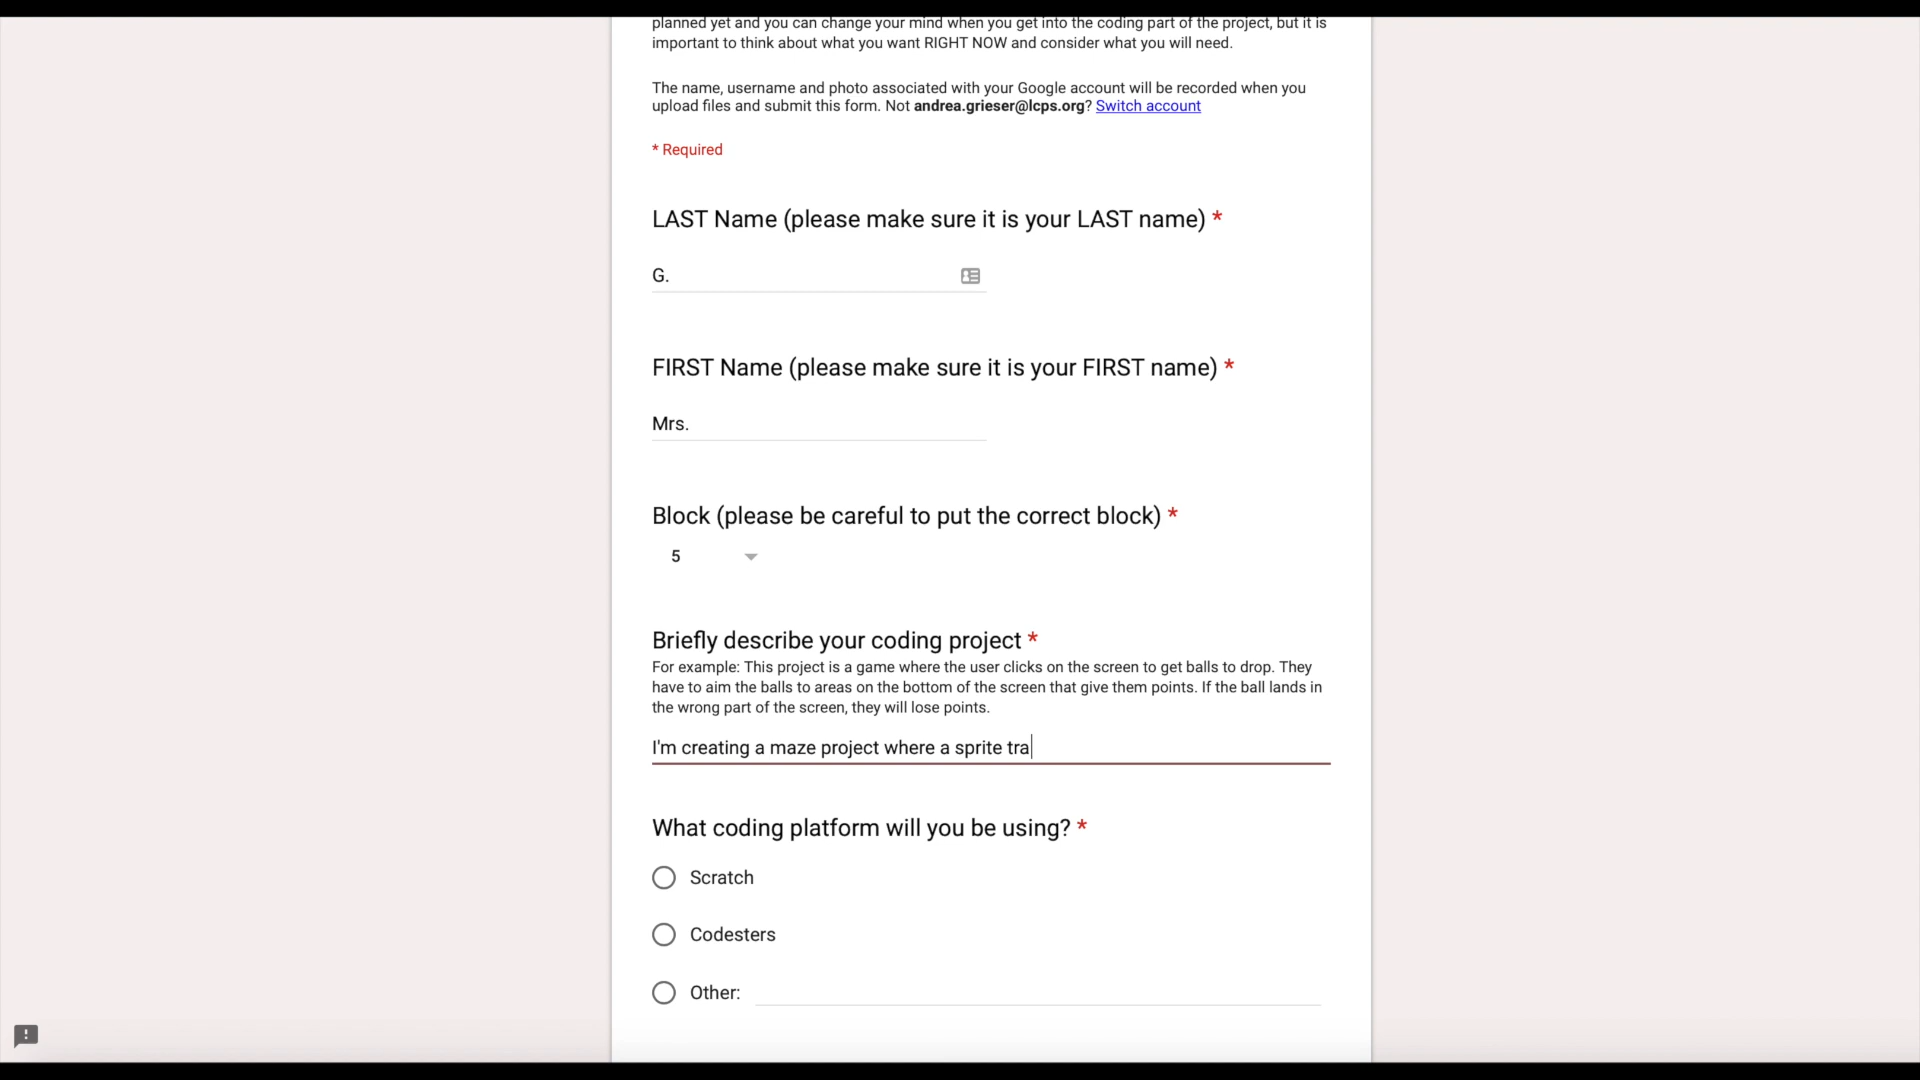 planned yet and you can change your mind when you get into the coding part of the project, but it is
important to think about what you want RIGHT NOW and consider what you will need.
The name, username and photo associated with your Google account will be recorded when you
upload files and submit this form. Not andrea.grieser@lcps.org? Switch account
* Required
LAST Name (please make sure it is your LAST name) *
G.
FIRST Name (please make sure it is your FIRST name) *
Mrs.
Block (please be careful to put the correct block) *
5
Briefly describe your coding project *
For example: This project is a game where the user clicks on the screen to get balls to drop. They
have to aim the balls to areas on the bottom of the screen that give them points. If the ball lands in
the wrong part of the screen, they will lose points.
I'm creating a maze project where a sprite tra
What coding platform will you be using? *
Scratch
Codesters
Other: